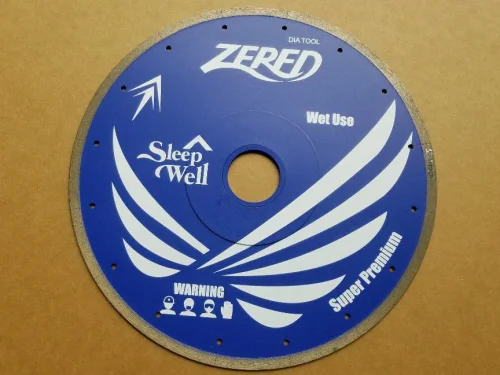 DIA TOOL
ZERED
Wet Use
Sleep
Well
WARNING
Super Premium